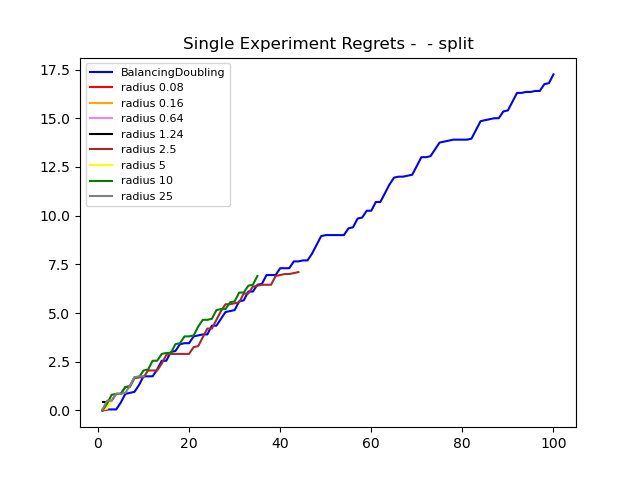 Single Experiment Regrets -  - split
17.5
15.0
12.5
10.0
7.5
5.0
2.5
0.0
BalancingDoubling
radius 0.08
radius 0.16
radius 0.64
radius 1.24
radius 2.5
radius 5
radius 10
radius 25
0 20 40 60 80 100